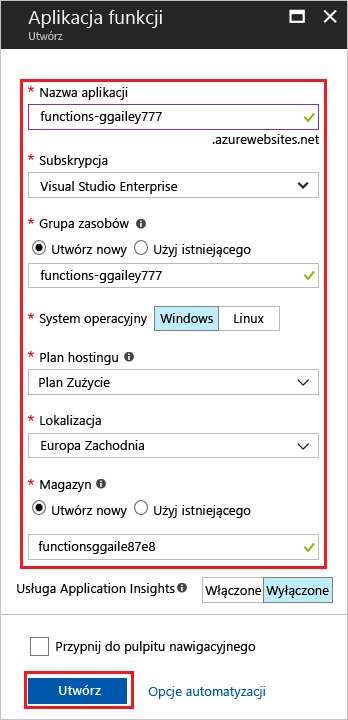 Aplikacja funkcji
Utwórz
* Nazwa aplikacji
functions-ggailey777
.azurewebsites.net
* Subskrypcja
Visual Studio Enterprise
* Grupa zasobów
Utwórz nowy Użyj istniejącego
functions-ggailey777
* System operacyjny Windows Linux
* Plan hostingu
Plan Zużycie
* Lokalizacja
Europa Zachodnia
* Magazyn
Utwórz nowy Użyj istniejącego
functionsggaile87e8
Usługa Application Insights Włączone Wyłączone
Przypnij do pulpitu nawigacyjnego
Utwórz Opcje automatyzacji